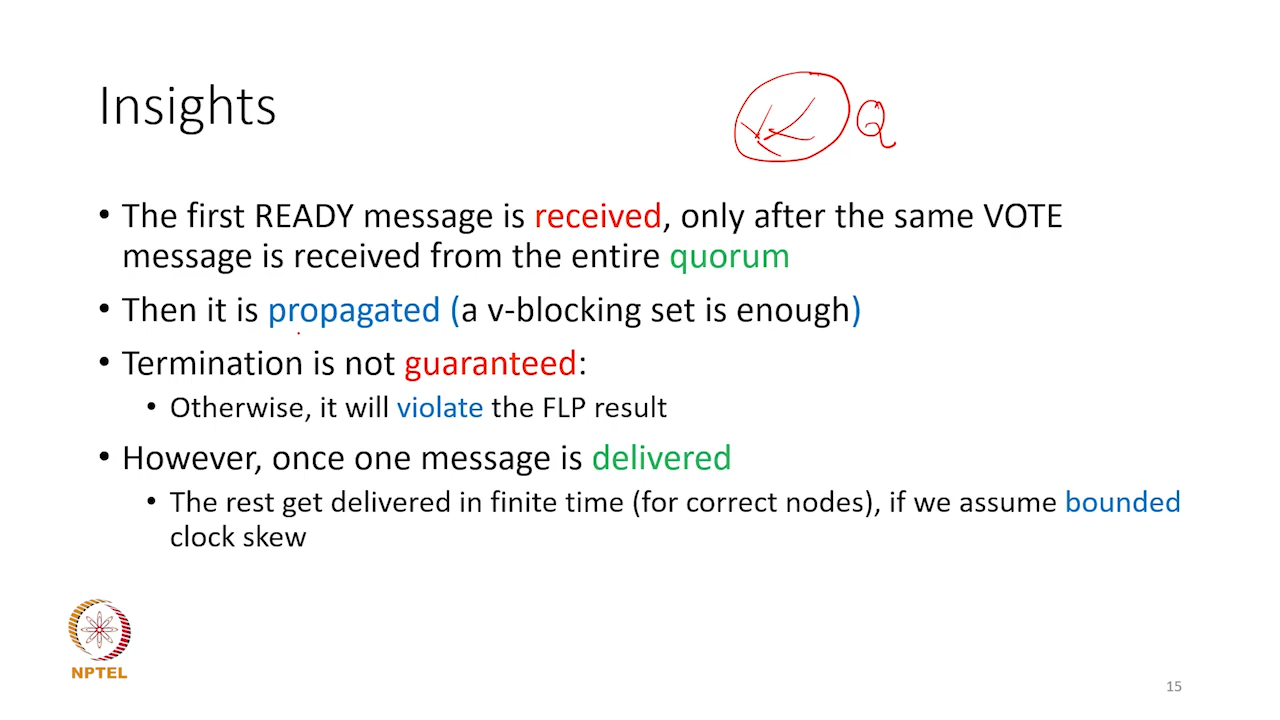 Insights
Q
• The first READY message is received, only after the same VOTE
message is received from the entire quorum
• Then it is propagated (a v-blocking set is enough)
• Termination is not guaranteed:
• Otherwise, it will violate the FLP result
• However, once one message is delivered
• The rest get delivered in finite time (for correct nodes), if we assume bounded
clock skew
NPTEL
15